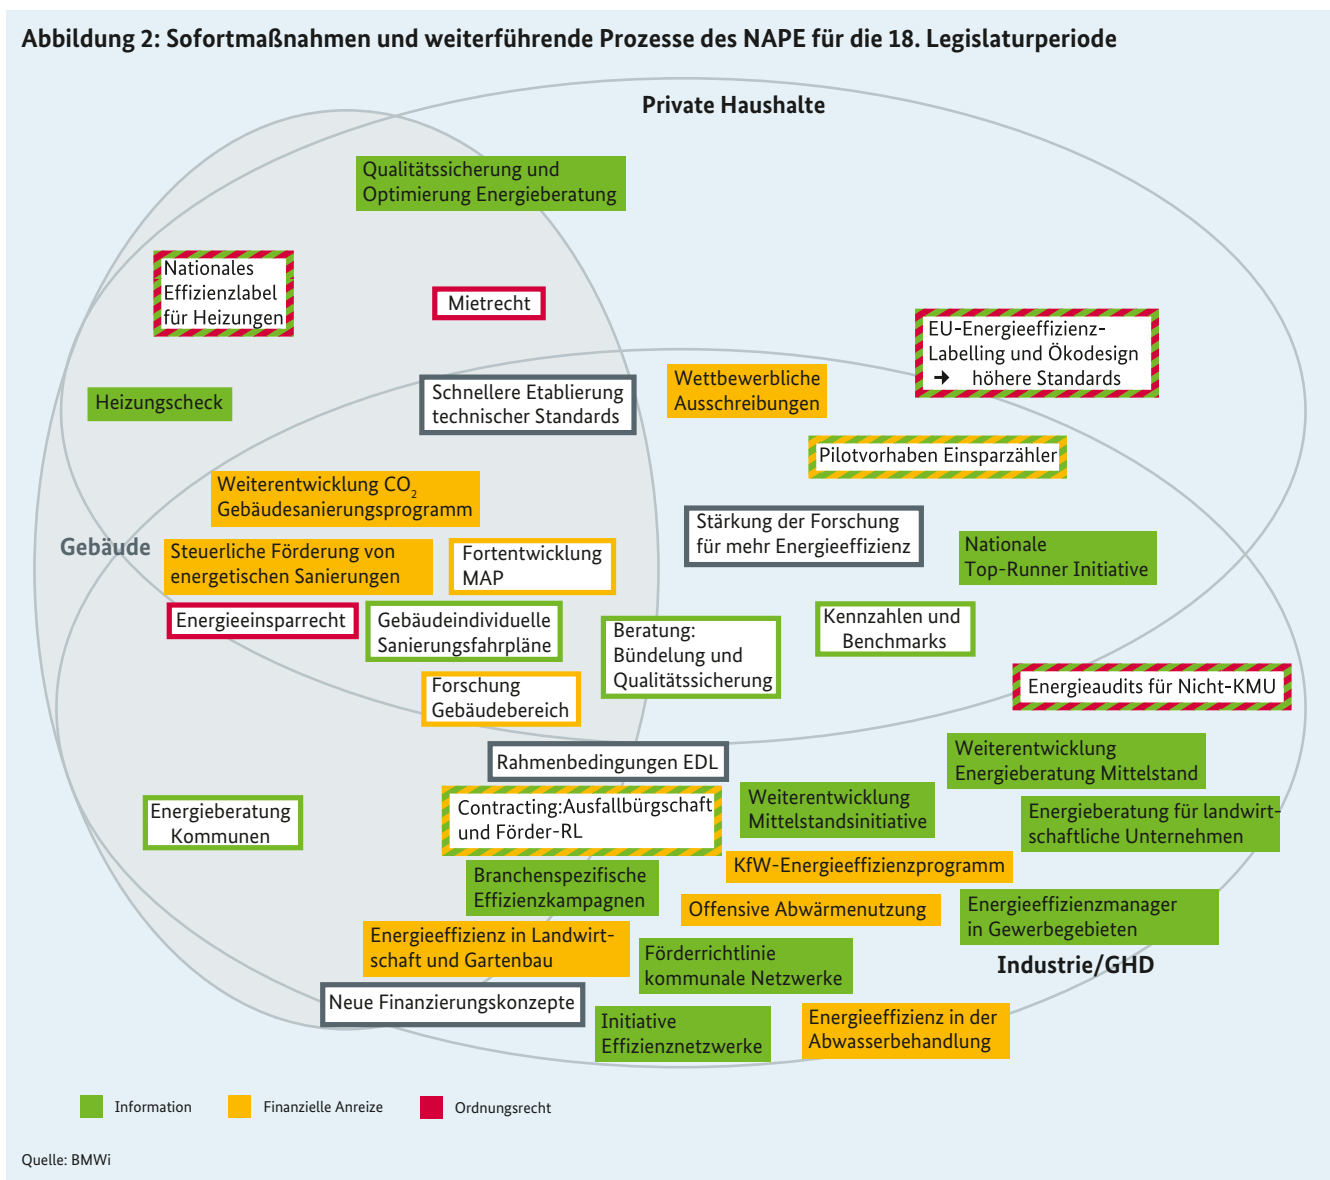 Abbildung 2: Sofortmaßnahmen und weiterführende Prozesse des NAPE für die 18. Legislaturperiode
Private Haushalte
Qualitätssicherung und
Optimierung Energieberatung
Nationales
Effizienzlabel
für Heizungen
Mietrecht
EU-Energieeffizienz-
Labelling und Ökodesign
➔ höhere Standards
Heizungscheck
Schnellere Etablierung
technischer Standards
Wettbewerbliche
Ausschreibungen
Pilotvorhaben Einsparzähler
Weiterentwicklung CO₂
Gebäudesanierungsprogramm
Stärkung der Forschung
für mehr Energieeffizienz
Gebäude
Steuerliche Förderung von
energetischen Sanierungen
Fortentwicklung
MAP
Nationale
Top-Runner Initiative
Energieeinsparrecht
Gebäudeindividuelle
Sanierungsfahrpläne
Beratung:
Bündelung und
Qualitätssicherung
Kennzahlen und
Benchmarks
Forschung
Gebäudebereich
Energieaudits für Nicht-KMU
Rahmenbedingungen EDL
Weiterentwicklung
Energieberatung Mittelstand
Energieberatung
Kommunen
Contracting:Ausfallbürgschaft
und Förder-RL
Weiterentwicklung
Mittelstandsinitiative
Energieberatung für landwirt-
schaftliche Unternehmen
KfW-Energieeffizienzprogramm
Branchenspezifische
Effizienzkampagnen
Offensive Abwärmenutzung
Energieeffizienzmanager
in Gewerbegebieten
Energieeffizienz in Landwirt-
schaft und Gartenbau
Förderrichtlinie
kommunale Netzwerke
Industrie/GHD
Neue Finanzierungskonzepte
Initiative
Effizienznetzwerke
Energieeffizienz in der
Abwasserbehandlung
Information
Finanzielle Anreize
Ordnungsrecht
Quelle: BMWi